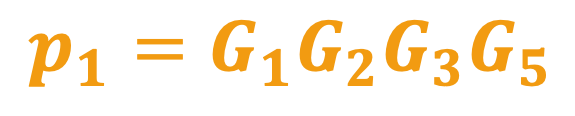 p₁ = G₁G₂G₃G₅